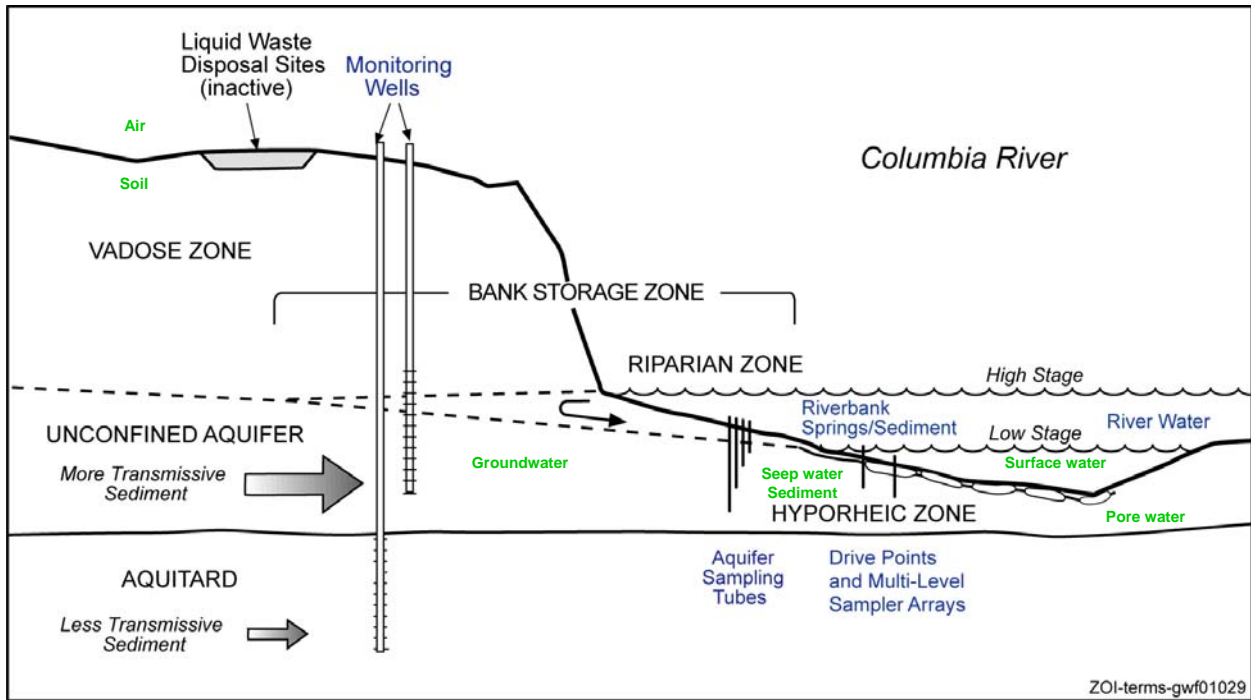 Liquid Waste
Disposal Sites
(inactive)
Monitoring
Wells
Air
Soil
Columbia River
VADOSE ZONE
BANK STORAGE ZONE
RIPARIAN ZONE
High Stage
Riverbank
Springs/Sediment
Low Stage
River Water
UNCONFINED AQUIFER
More Transmissive
Sediment
Groundwater
Seep water
Sediment
Surface water
HYPORHEIC ZONE
Pore water
AQUITARD
Less Transmissive
Sediment
Aquifer
Sampling
Tubes
Drive Points
and Multi-Level
Sampler Arrays
ZOI-terms-gwf01029